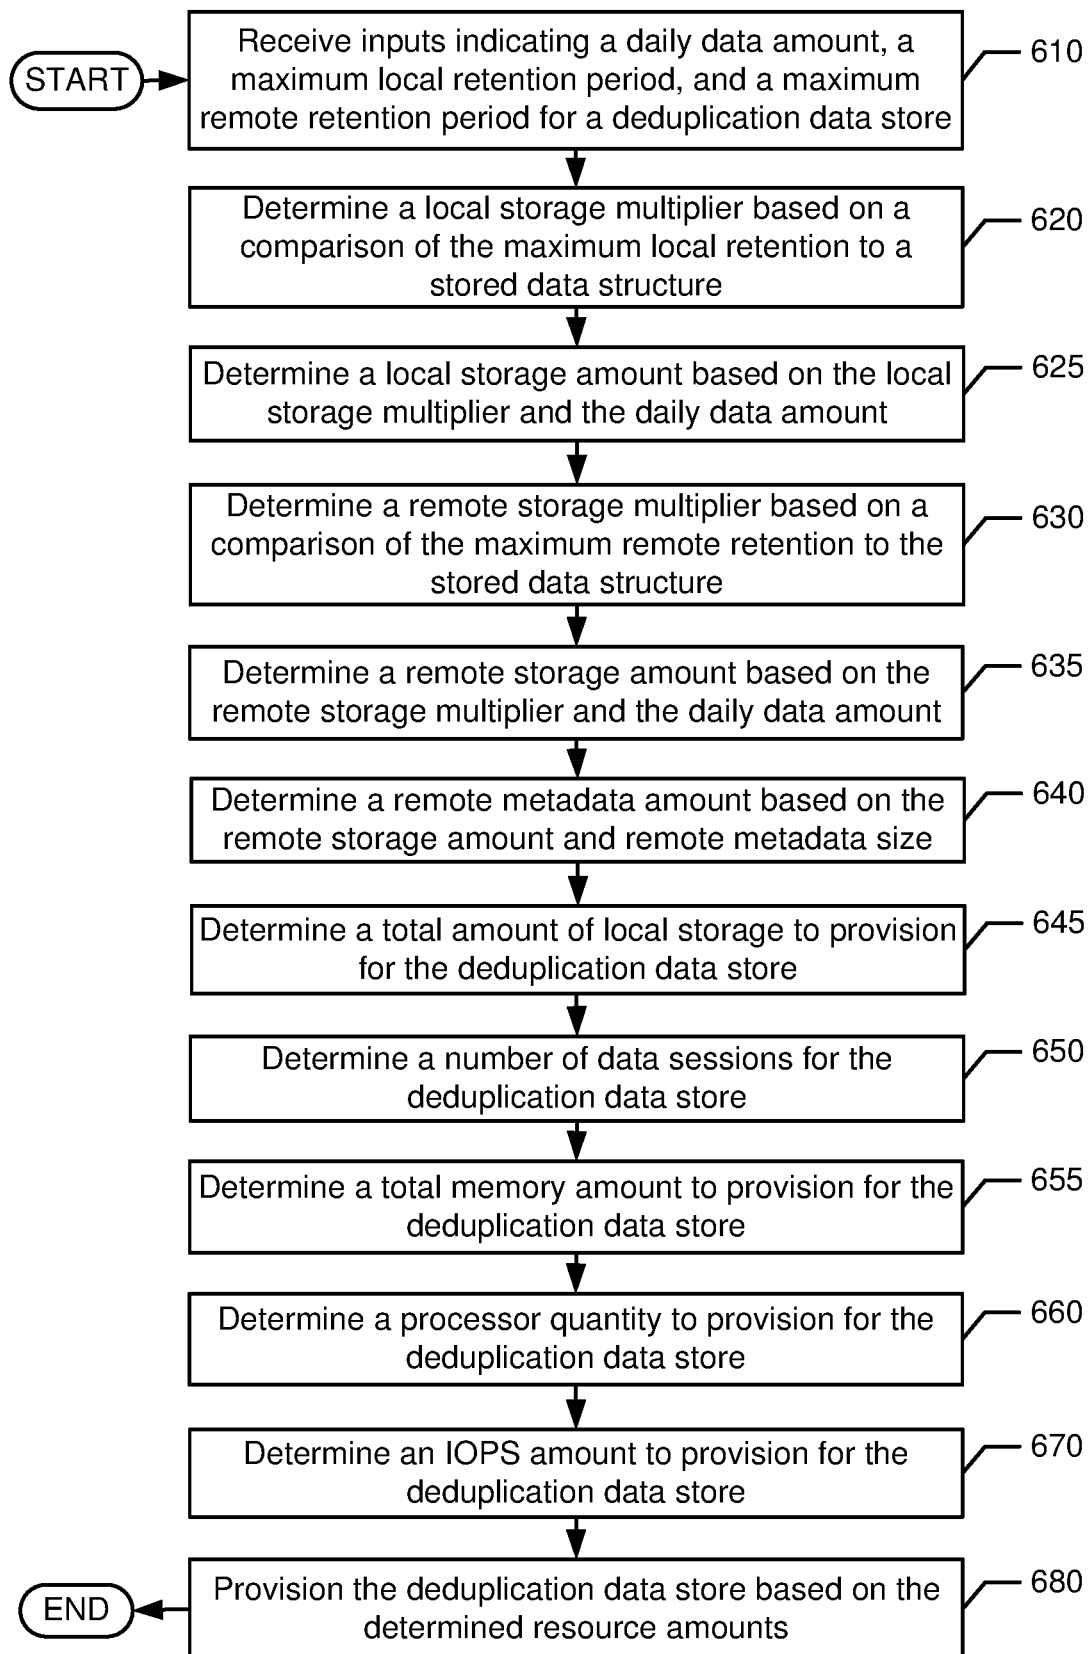 START
Receive inputs indicating a daily data amount, a
maximum local retention period, and a maximum
remote retention period for a deduplication data store
610
Determine a local storage multiplier based on a
comparison of the maximum local retention to a
stored data structure
620
Determine a local storage amount based on the local
storage multiplier and the daily data amount
625
Determine a remote storage multiplier based on a
comparison of the maximum remote retention to the
stored data structure
630
Determine a remote storage amount based on the
remote storage multiplier and the daily data amount
635
Determine a remote metadata amount based on the
remote storage amount and remote metadata size
640
Determine a total amount of local storage to provision
for the deduplication data store
645
Determine a number of data sessions for the
deduplication data store
650
Determine a total memory amount to provision for the
deduplication data store
655
Determine a processor quantity to provision for the
deduplication data store
660
Determine an IOPS amount to provision for the
deduplication data store
670
Provision the deduplication data store based on the
determined resource amounts
680
END